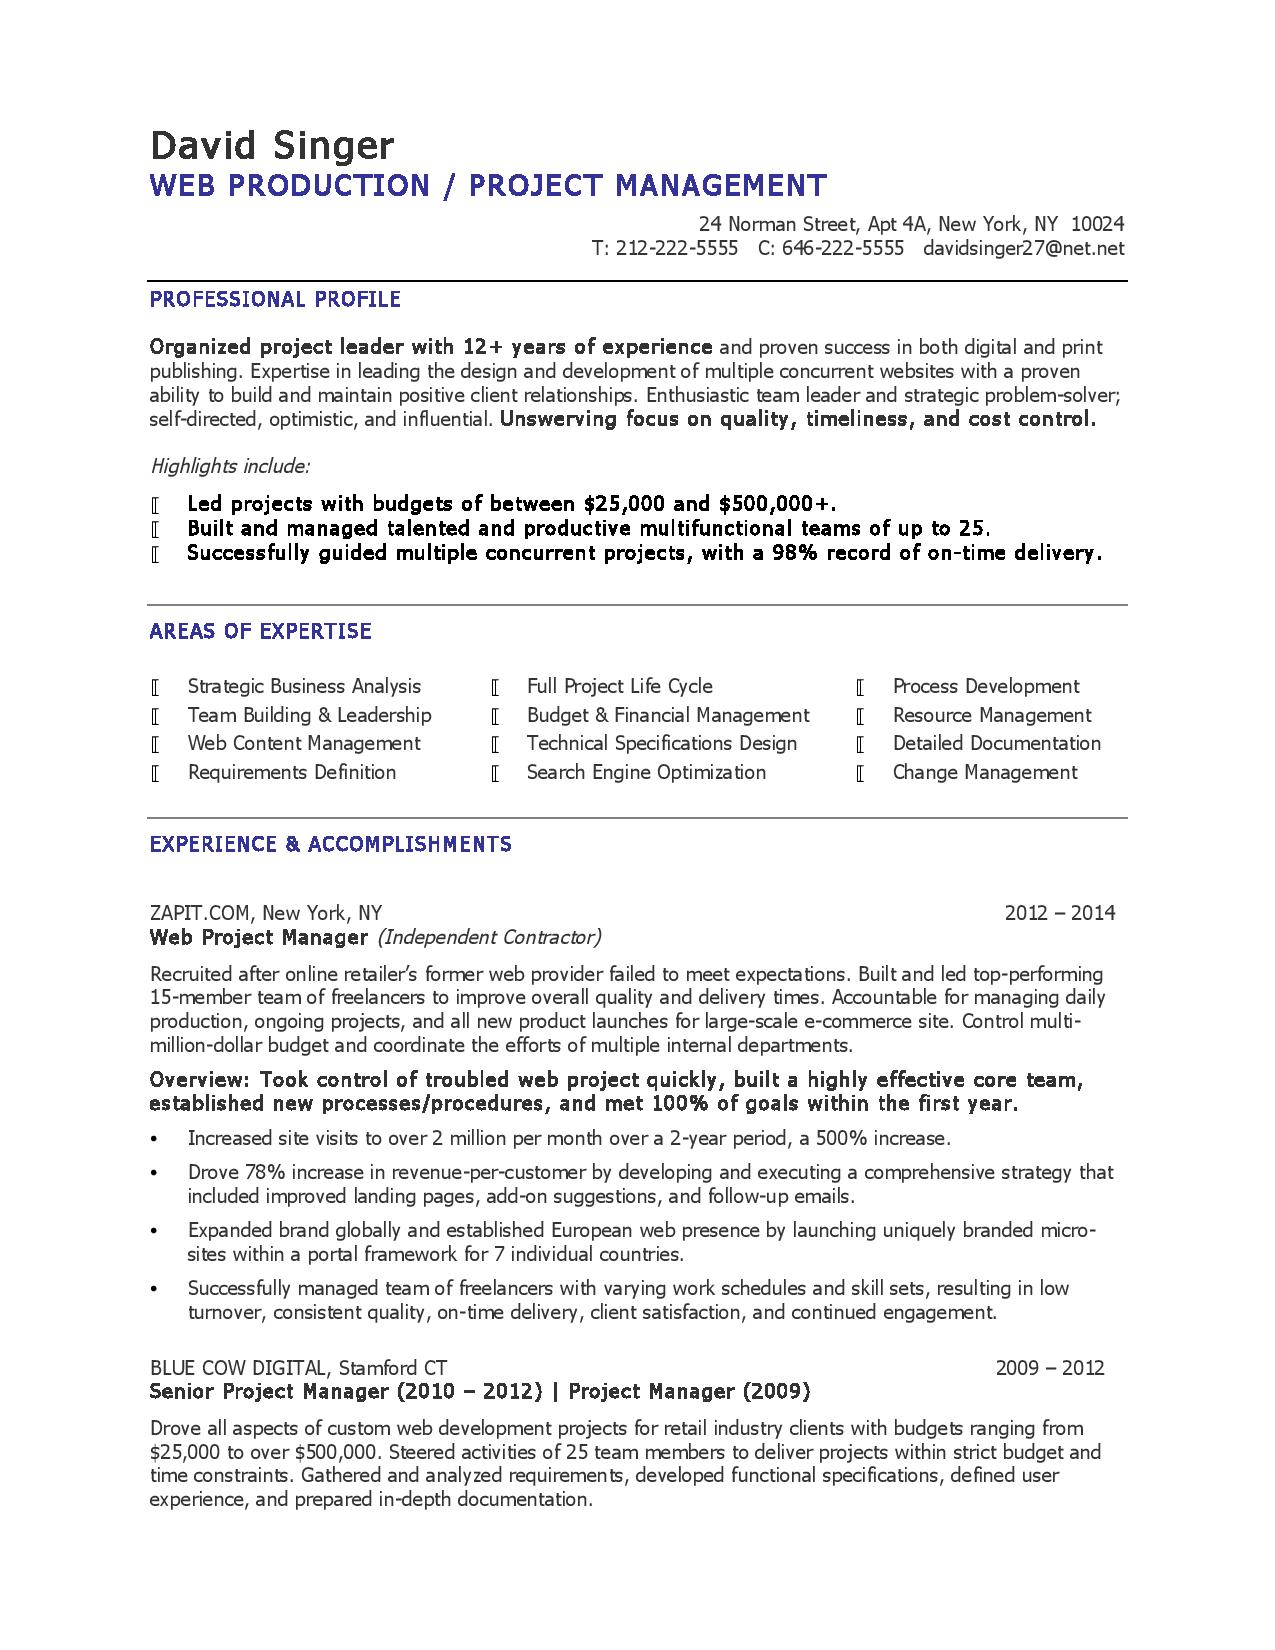 David Singer
WEB PRODUCTION / PROJECT MANAGEMENT
24 Norman Street, Apt 4A, New York, NY 10024
T: 212-222-5555 C: 646-222-5555 davidsinger27@net.net
PROFESSIONAL PROFILE
Organized project leader with 12+ years of experience and proven success in both digital and print
publishing. Expertise in leading the design and development of multiple concurrent websites with a proven
ability to build and maintain positive client relationships. Enthusiastic team leader and strategic problem-solver;
self-directed, optimistic, and influential. Unswerving focus on quality, timeliness, and cost control.
Highlights include:
Led projects with budgets of between $25,000 and $500,000+.
Built and managed talented and productive multifunctional teams of up to 25.
Successfully guided multiple concurrent projects, with a 98% record of on-time delivery.
AREAS OF EXPERTISE
Strategic Business Analysis Full Project Life Cycle Process Development
Team Building & Leadership Budget & Financial Management Resource Management
Web Content Management Technical Specifications Design Detailed Documentation
Requirements Definition Search Engine Optimization Change Management
EXPERIENCE & ACCOMPLISHMENTS
ZAPIT.COM, New York, NY 2012 – 2014
Web Project Manager (Independent Contractor)
Recruited after online retailer’s former web provider failed to meet expectations. Built and led top-performing
15-member team of freelancers to improve overall quality and delivery times. Accountable for managing daily
production, ongoing projects, and all new product launches for large-scale e-commerce site. Control multi-
million-dollar budget and coordinate the efforts of multiple internal departments.
Overview: Took control of troubled web project quickly, built a highly effective core team,
established new processes/procedures, and met 100% of goals within the first year.
• Increased site visits to over 2 million per month over a 2-year period, a 500% increase.
• Drove 78% increase in revenue-per-customer by developing and executing a comprehensive strategy that
included improved landing pages, add-on suggestions, and follow-up emails.
• Expanded brand globally and established European web presence by launching uniquely branded micro-
sites within a portal framework for 7 individual countries.
• Successfully managed team of freelancers with varying work schedules and skill sets, resulting in low
turnover, consistent quality, on-time delivery, client satisfaction, and continued engagement.
BLUE COW DIGITAL, Stamford CT 2009 – 2012
Senior Project Manager (2010 – 2012) | Project Manager (2009)
Drove all aspects of custom web development projects for retail industry clients with budgets ranging from
$25,000 to over $500,000. Steered activities of 25 team members to deliver projects within strict budget and
time constraints. Gathered and analyzed requirements, developed functional specifications, defined user
experience, and prepared in-depth documentation.